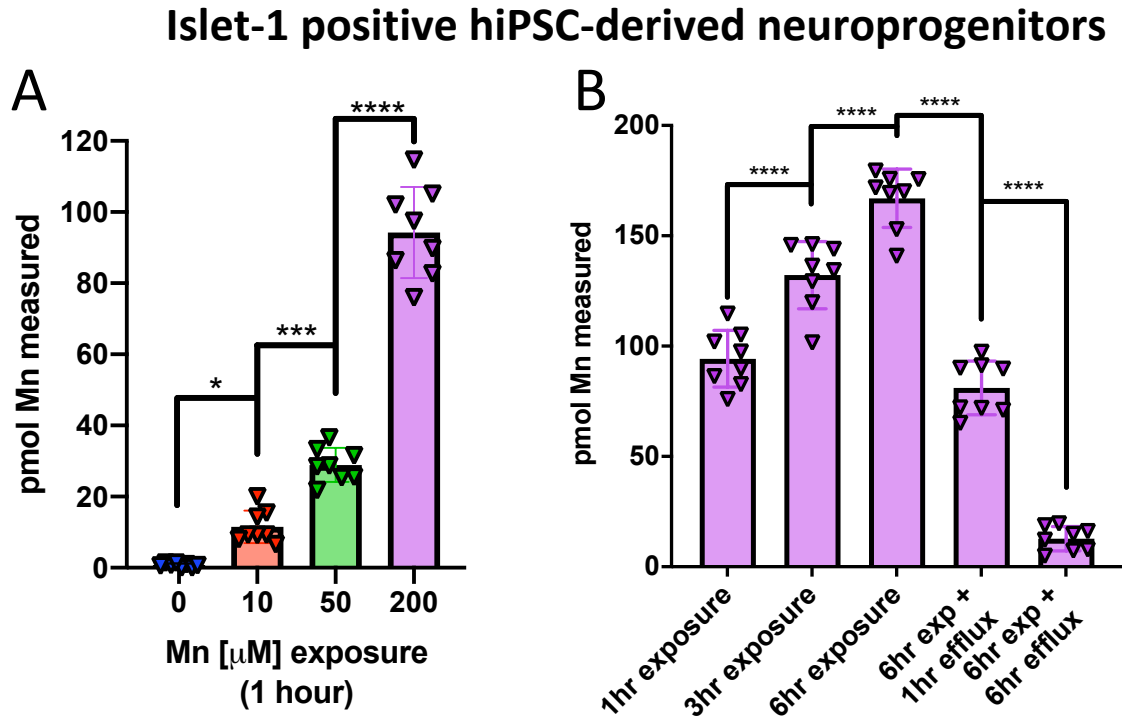 Islet-1 positive hiPSC-derived neuroprogenitors
A
pmol Mn measured
120
100
80
60
40
20
0
*
***
****
0 10 50 200
Mn [μM] exposure
(1 hour)
B
pmol Mn measured
200
150
100
50
0
****
****
****
****
1hr exposure
3hr exposure
6hr exposure
6hr exp +
1hr efflux
6hr exp +
6hr efflux